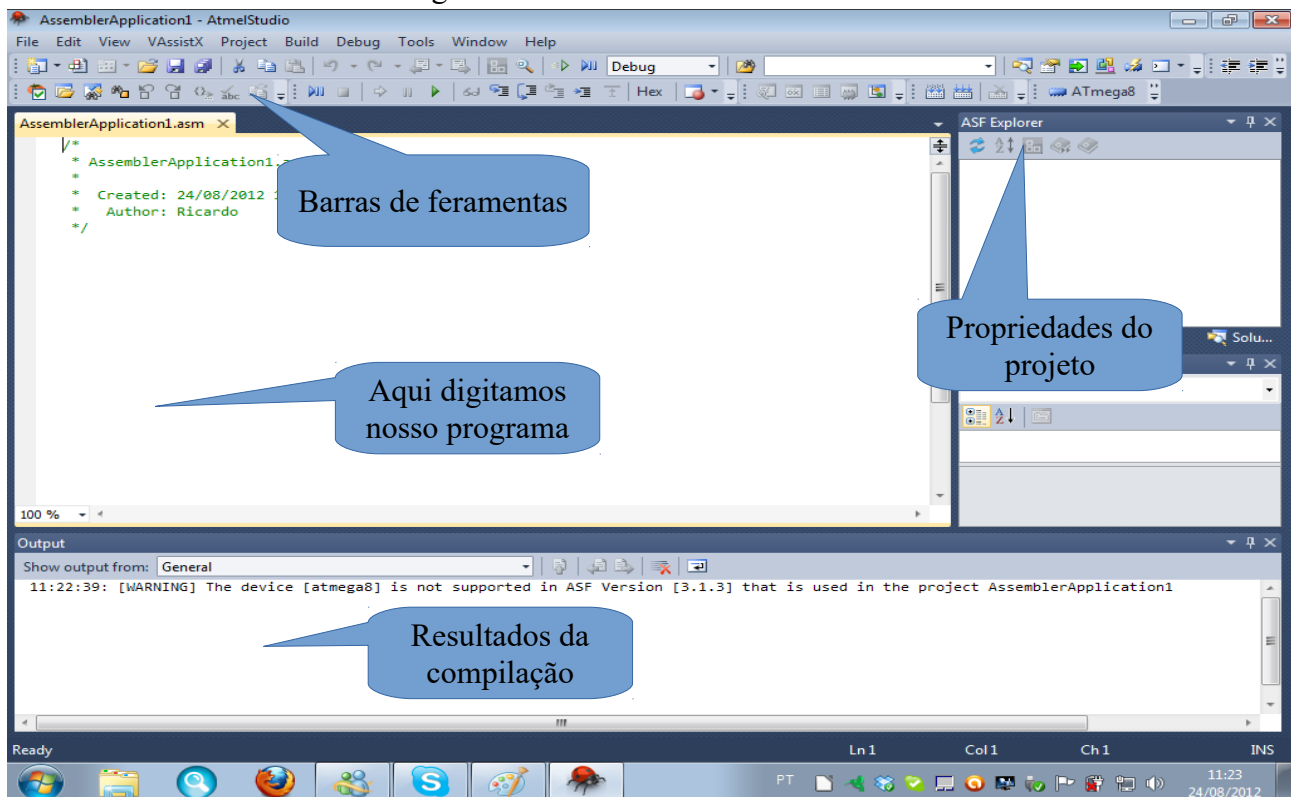 AssemblerApplication1 - AtmelStudio
File Edit View VAssistX Project Build Debug Tools Window Help
Debug
Hex
ATmega8
AssemblerApplication1.asm
/*
* AssemblerApplication1
*
* Created: 24/08/2012
* Author: Ricardo
*/
Barras de feramentas
Aqui digitamos
nosso programa
ASF Explorer
Propriedades do
projeto
Solu...
100 %
Output
Show output from: General
11:22:39: [WARNING] The device [atmega8] is not supported in ASF Version [3.1.3] that is used in the project AssemblerApplication1
Resultados da
compilação
Ready Ln 1 Col 1 Ch 1 INS
PT 11:23
24/08/2012